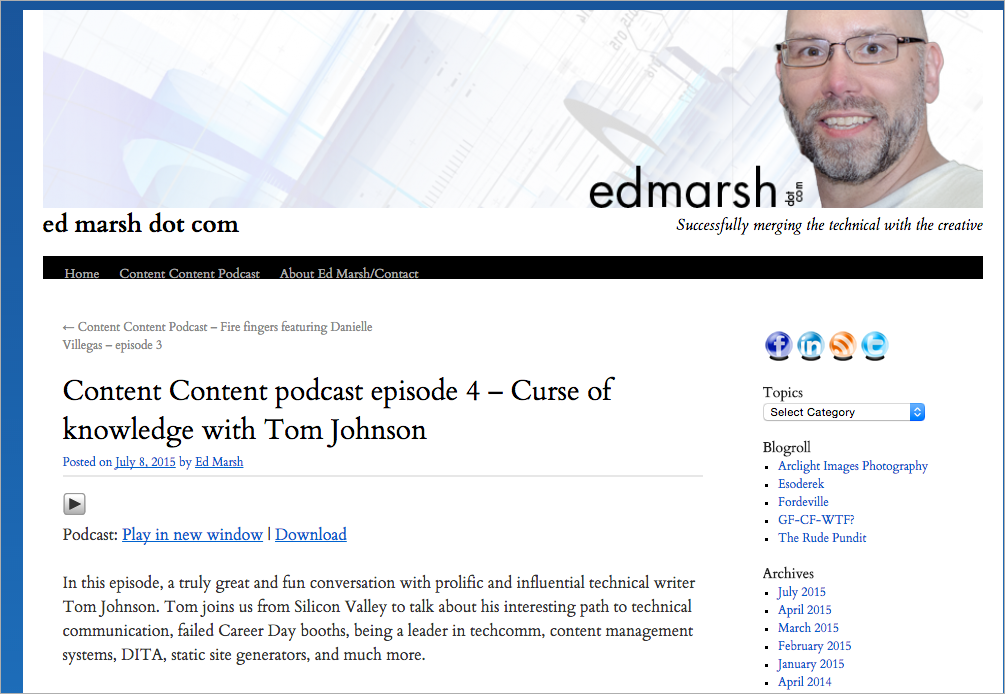 edmarsh dot com
ed marsh dot com
Successfully merging the technical with the creative
Home Content Content Podcast About Ed Marsh/Contact
← Content Content Podcast – Fire fingers featuring Danielle
Villegas – episode 3
Content Content podcast episode 4 – Curse of
knowledge with Tom Johnson
Posted on July 8, 2015 by Ed Marsh
Podcast: Play in new window | Download
In this episode, a truly great and fun conversation with prolific and influential technical writer
Tom Johnson. Tom joins us from Silicon Valley to talk about his interesting path to technical
communication, failed Career Day booths, being a leader in techcomm, content management
systems, DITA, static site generators, and much more.
f in t
Topics
Select Category
Blogroll
Arclight Images Photography
Esoderek
Fordeville
GF-CF-WTF?
The Rude Pundit
Archives
July 2015
April 2015
March 2015
February 2015
January 2015
April 2014